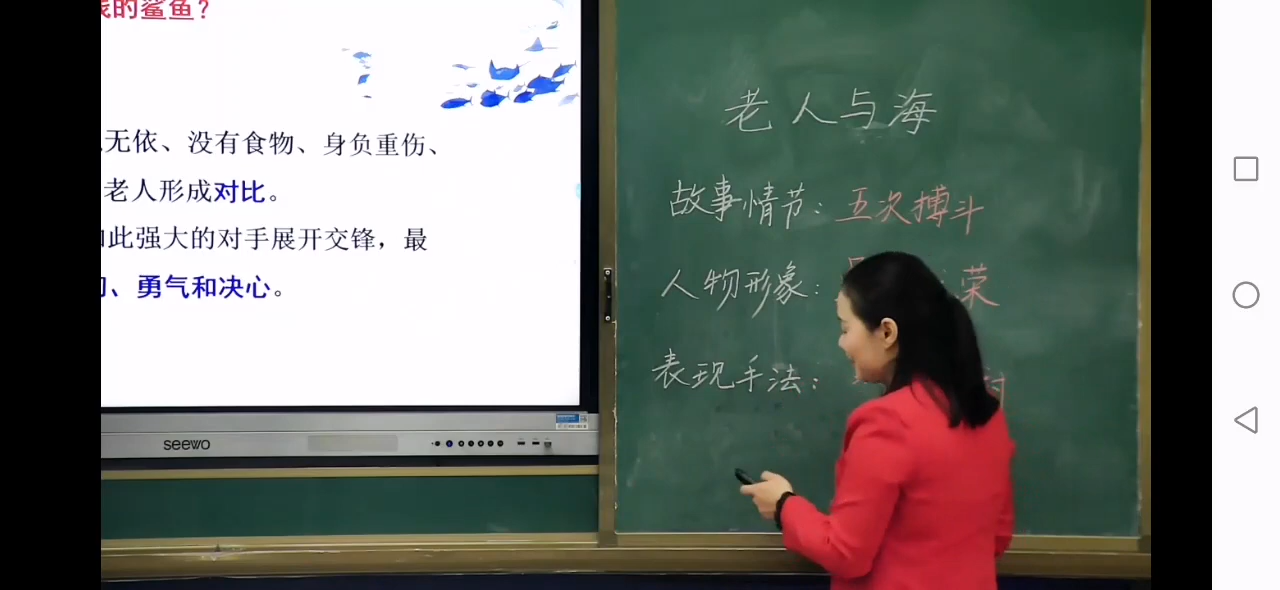 的鲨鱼？
无依、没有食物、身负重伤、
老人形成对比。
此强大的对手展开交锋，最
、勇气和决心。
seewo
老人与海
故事情节：五次搏斗
人物形象：荣
表现手法：